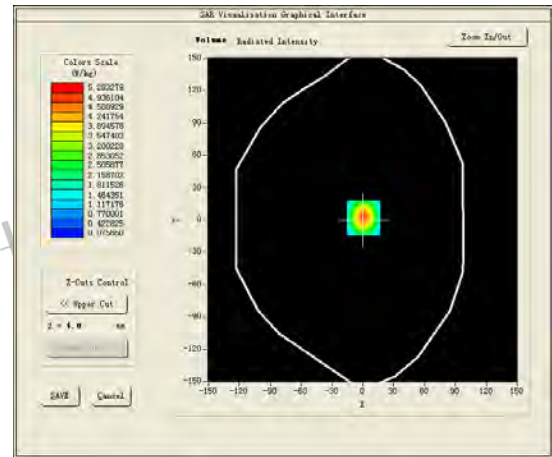 SAR Visualisation Graphical Interface
Volume Radiated Intensity
Zoom In/Out
Colors Scale
(W/kg)
5.283279
4.936104
4.588929
4.241754
3.894578
3.547403
3.200228
2.853052
2.505877
2.158702
1.811526
1.464351
1.117176
0.770001
0.422825
0.075650
150
120
90
60
30
0
-30
-60
-90
-120
-150
Y
-150 -120 -90 -60 -30 0 30 60 90 120 150
X
Z-Cuts Control
<< Upper Cut
Z = 4.0 mm
SAVE Cancel